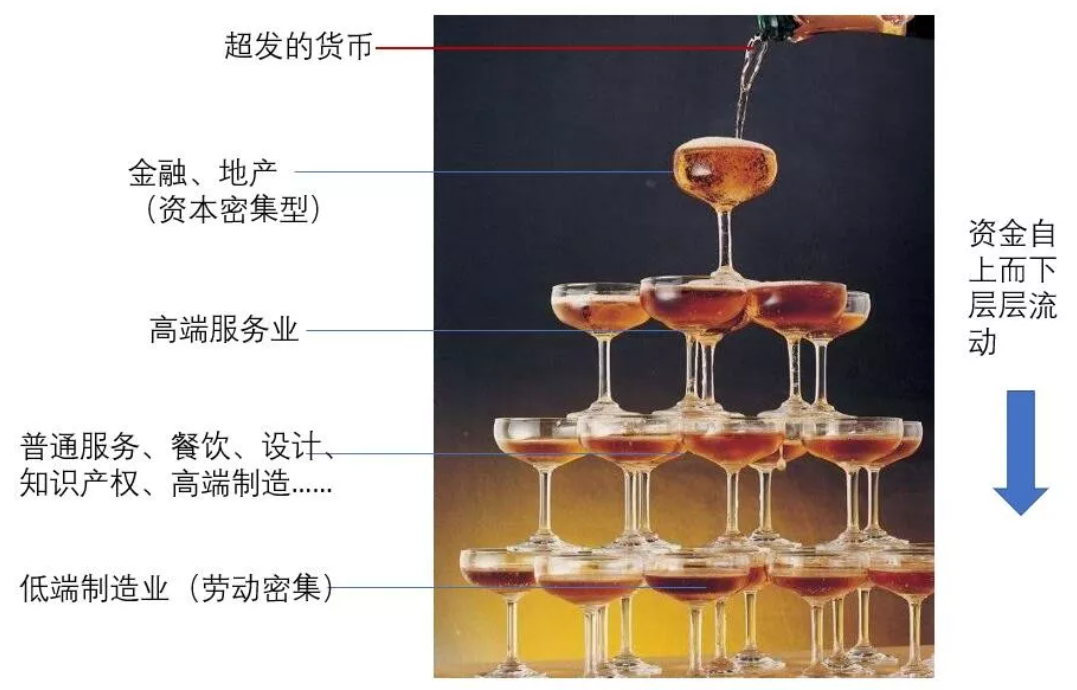 超发的货币
金融、地产
（资本密集型）
资金自
上而下
层层流
动
高端服务业
普通服务、餐饮、设计、
知识产权、高端制造……
低端制造业（劳动密集）